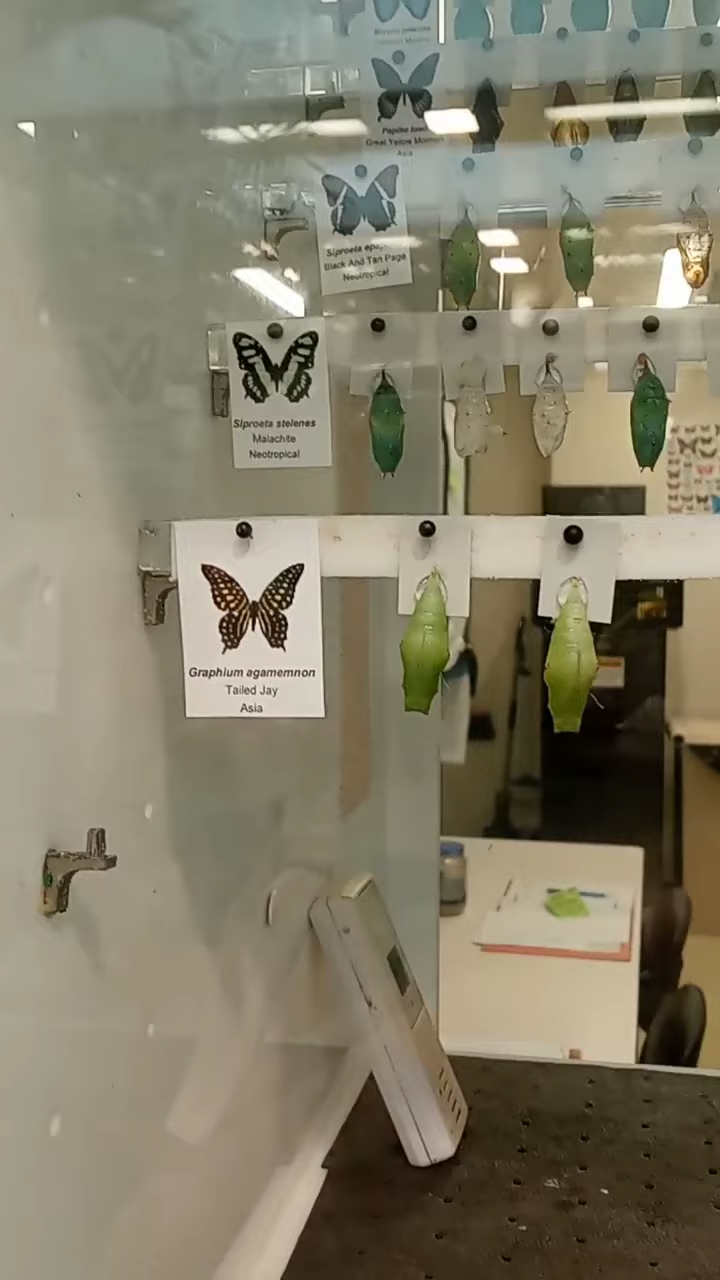 Papilio
Great Yellow Mormon
Asia
Siproeta
Black And Tan Page
Neotropical
Siproeta stelenes
Malachite
Neotropical
Graphium agamemnon
Tailed Jay
Asia